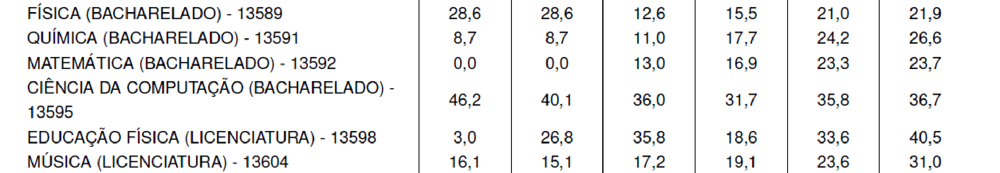 FÍSICA (BACHARELADO) - 13589 28,6 28,6 12,6 15,5 21,0 21,9
QUÍMICA (BACHARELADO) - 13591 8,7 8,7 11,0 17,7 24,2 26,6
MATEMÁTICA (BACHARELADO) - 13592 0,0 0,0 13,0 16,9 23,3 23,7
CIÊNCIA DA COMPUTAÇÃO (BACHARELADO) -
13595 46,2 40,1 36,0 31,7 35,8 36,7
EDUCAÇÃO FÍSICA (LICENCIATURA) - 13598 3,0 26,8 35,8 18,6 33,6 40,5
MÚSICA (LICENCIATURA) - 13604 16,1 15,1 17,2 19,1 23,6 31,0